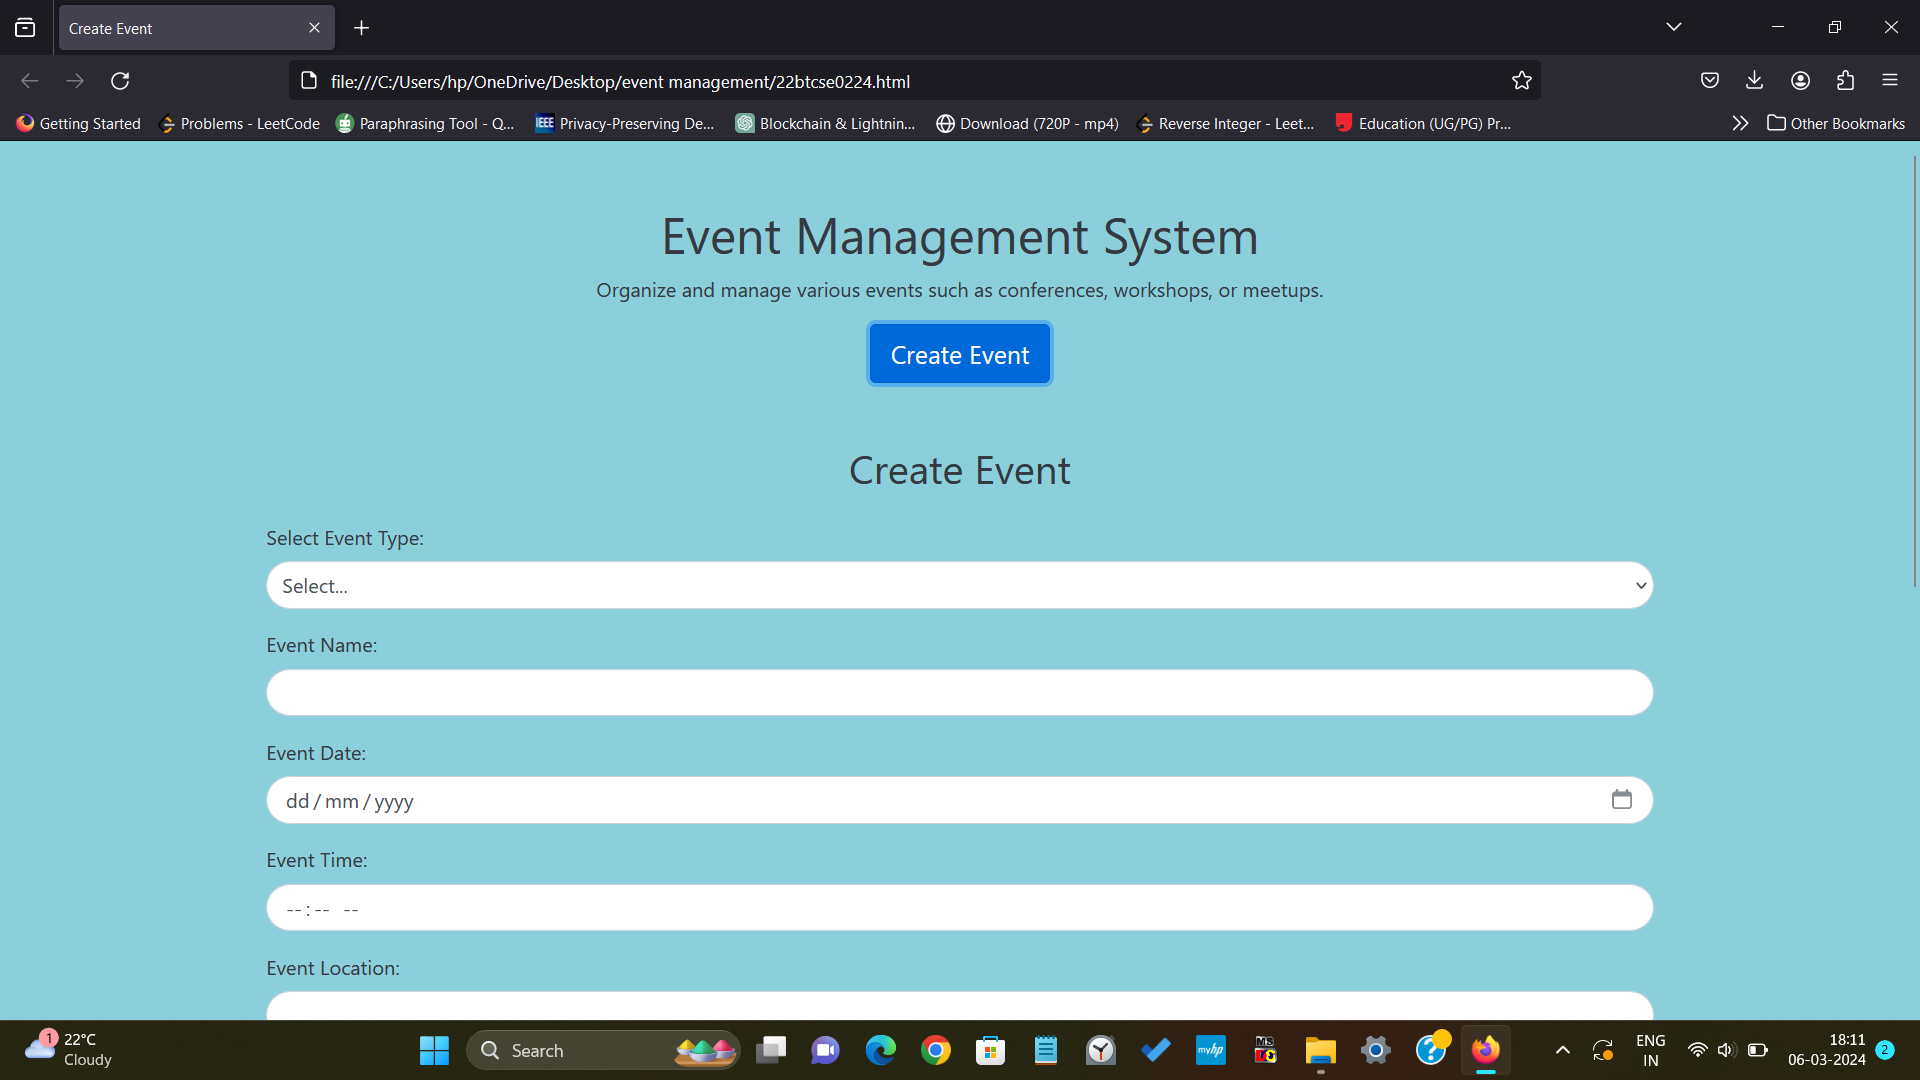 Create Event
file:///C:/Users/hp/OneDrive/Desktop/event management/22btcse0224.html
Getting Started
Problems - LeetCode
Paraphrasing Tool - Q...
IEEE
Privacy-Preserving De...
Blockchain & Lightnin...
Download (720P - mp4)
Reverse Integer - Leet...
Education (UG/PG) Pr...
Other Bookmarks
Event Management System
Organize and manage various events such as conferences, workshops, or meetups.
Create Event
Create Event
Select Event Type:
Select...
Event Name:
Event Date:
dd/mm/yyyy
Event Time:
--:-- --
Event Location:
1
22°C
Cloudy
Search
myhp
MS
ENG
IN
18:11
06-03-2024
2